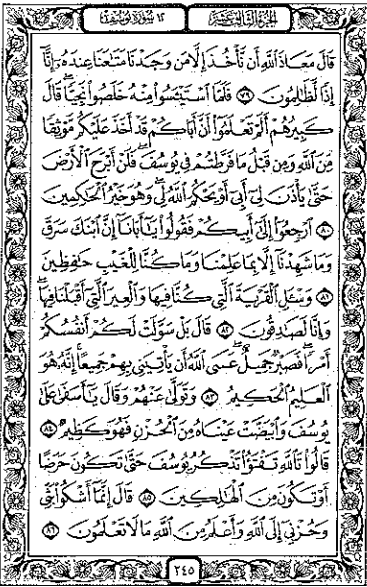 الجزء الثالث عشر ١٢ سورة يوسف
قَالَ مَعَاذَ ٱللَّهِ أَن نَّأْخُذَ إِلَّا مَن وَجَدْنَا مَتَٰعَنَا عِندَهُۥٓ إِنَّآ
إِذًا لَّظَٰلِمُونَ ٧٩ فَلَمَّا ٱسْتَيْـَٔسُوا۟ مِنْهُ خَلَصُوا۟ نَجِيًّا ۖ قَالَ
كَبِيرُهُمْ أَلَمْ تَعْلَمُوٓا۟ أَنَّ أَبَاكُمْ قَدْ أَخَذَ عَلَيْكُم مَّوْثِقًا
مِّنَ ٱللَّهِ وَمِن قَبْلُ مَا فَرَّطتُمْ فِى يُوسُفَ ۖ فَلَنْ أَبْرَحَ ٱلْأَرْضَ
حَتَّىٰ يَأْذَنَ لِىٓ أَبِىٓ أَوْ يَحْكُمَ ٱللَّهُ لِى ۖ وَهُوَ خَيْرُ ٱلْحَٰكِمِينَ
٨٠ ٱرْجِعُوٓا۟ إِلَىٰٓ أَبِيكُمْ فَقُولُوا۟ يَٰٓأَبَانَآ إِنَّ ٱبْنَكَ سَرَقَ
وَمَا شَهِدْنَآ إِلَّا بِمَا عَلِمْنَا وَمَا كُنَّا لِلْغَيْبِ حَٰفِظِينَ
٨١ وَسْـَٔلِ ٱلْقَرْيَةَ ٱلَّتِى كُنَّا فِيهَا وَٱلْعِيرَ ٱلَّتِىٓ أَقْبَلْنَا فِيهَا ۖ
وَإِنَّا لَصَٰدِقُونَ ٨٢ قَالَ بَلْ سَوَّلَتْ لَكُمْ أَنفُسُكُمْ
أَمْرًا ۖ فَصَبْرٌ جَمِيلٌ ۖ عَسَى ٱللَّهُ أَن يَأْتِيَنِى بِهِمْ جَمِيعًا ۚ إِنَّهُۥ هُوَ
ٱلْعَلِيمُ ٱلْحَكِيمُ ٨٣ وَتَوَلَّىٰ عَنْهُمْ وَقَالَ يَٰٓأَسَفَىٰ عَلَىٰ
يُوسُفَ وَٱبْيَضَّتْ عَيْنَاهُ مِنَ ٱلْحُزْنِ فَهُوَ كَظِيمٌ ٨٤
قَالُوا۟ تَٱللَّهِ تَفْتَؤُا۟ تَذْكُرُ يُوسُفَ حَتَّىٰ تَكُونَ حَرَضًا
أَوْ تَكُونَ مِنَ ٱلْهَٰلِكِينَ ٨٥ قَالَ إِنَّمَآ أَشْكُوا۟ بَثِّى
وَحُزْنِىٓ إِلَى ٱللَّهِ وَأَعْلَمُ مِنَ ٱللَّهِ مَا لَا تَعْلَمُونَ ٨٦
٢٤٥